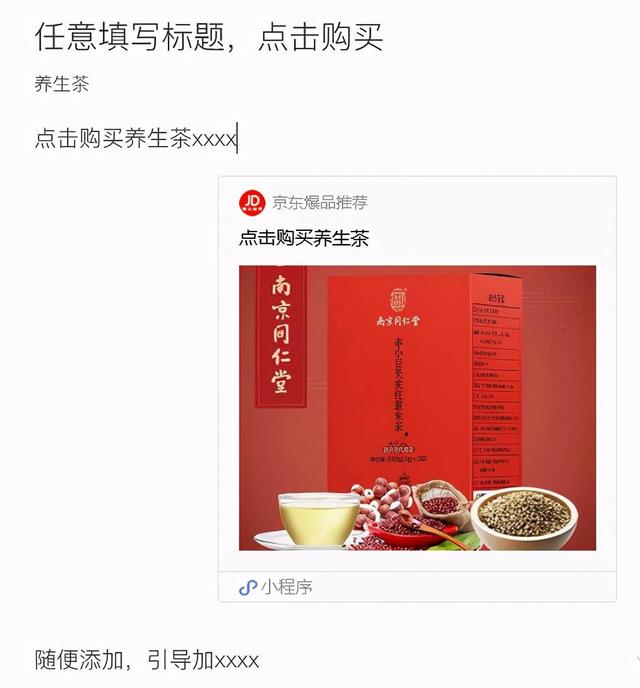 任意填写标题，点击购买
养生茶
点击购买养生茶xxxx
JD
京东爆品推荐
点击购买养生茶
南京同仁堂
南京同仁堂
赤小豆芡实红薏米茶
小程序
随便添加，引导加xxxx